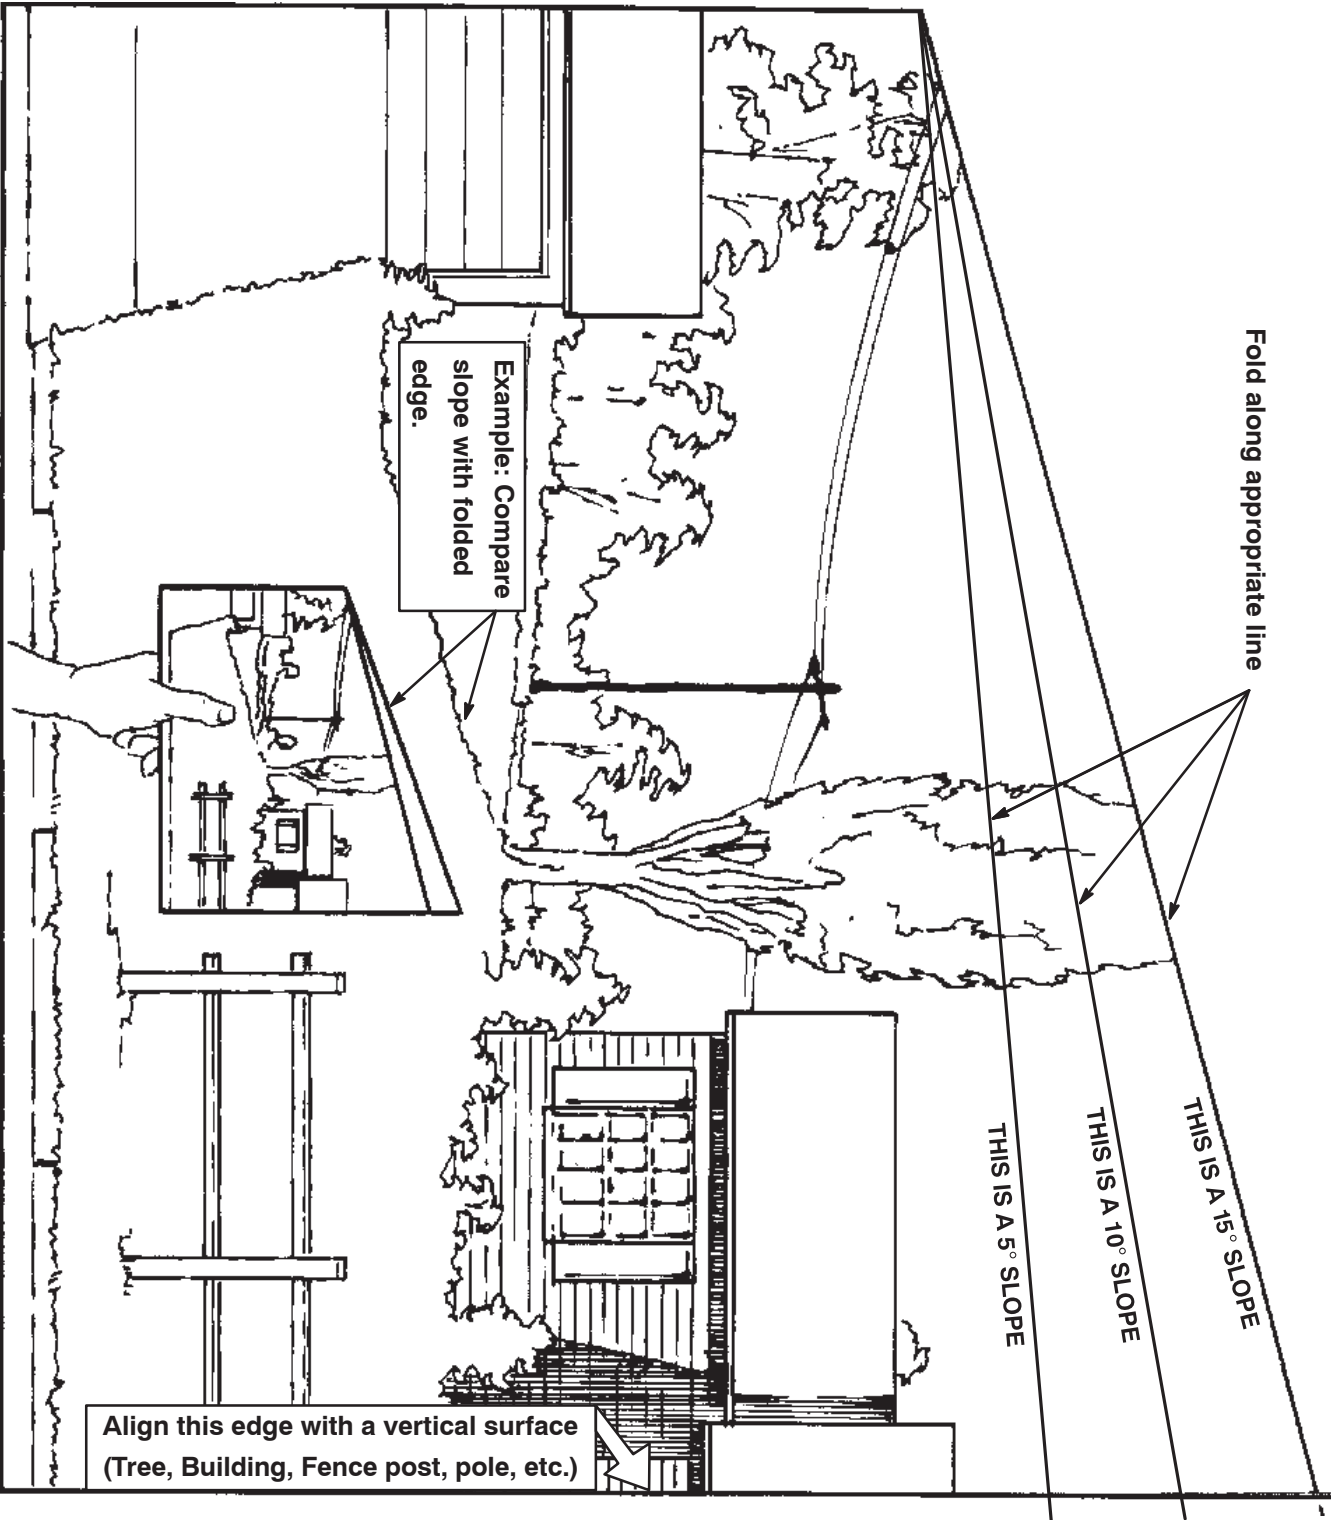 Fold along appropriate line
THIS IS A 15° SLOPE
THIS IS A 10° SLOPE
THIS IS A 5° SLOPE
Example: Compare
slope with folded
edge.
Align this edge with a vertical surface
(Tree, Building, Fence post, pole, etc.)